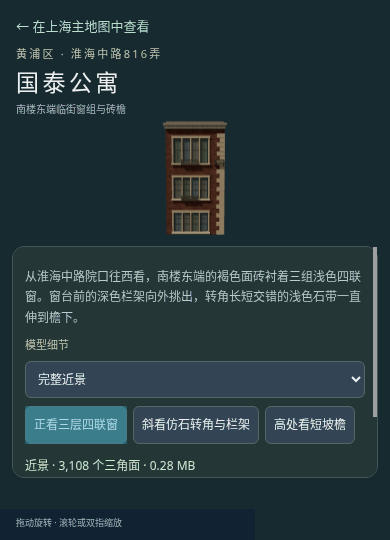 ← 在上海主地图中查看
黄浦区 · 淮海中路816弄
国泰公寓
南楼东端临街窗组与砖檐
从淮海中路院口往西看，南楼东端的褐色面砖衬着三组浅色四联
窗。窗台前的深色栏架向外挑出，转角长短交错的浅色石带一直
伸到檐下。
模型细节
完整近景
正看三层四联窗 斜看仿石转角与栏架 高处看短坡檐
近景 · 3,108 个三角面 · 0.28 MB
拖动旋转 · 滚轮或双指缩放